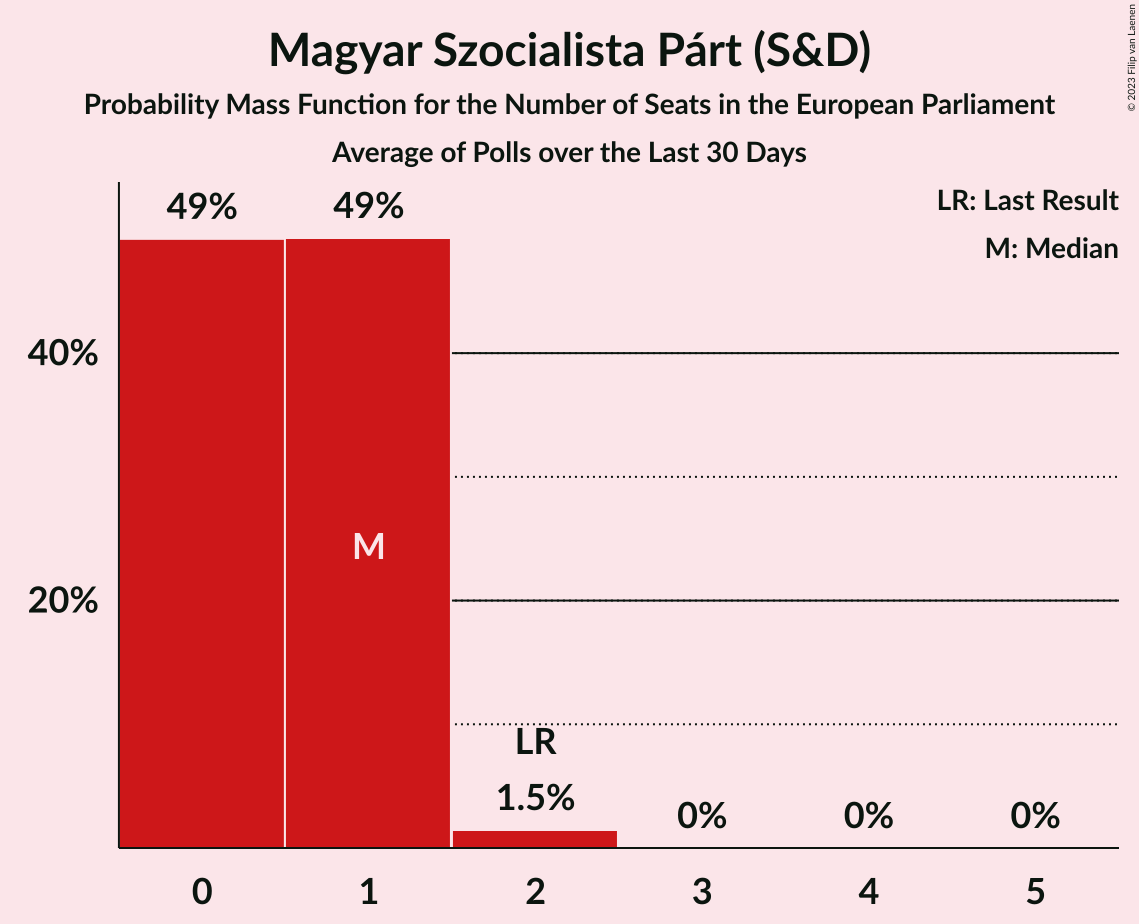 Magyar Szocialista Párt (S&D)
Probability Mass Function for the Number of Seats in the European Parliament
Average of Polls over the Last 30 Days
© 2023 Filip van Laenen
LR: Last Result
M: Median
49%
49%
40%
M
20%
LR
1.5%
0%
0%
0%
0
1
2
3
4
5